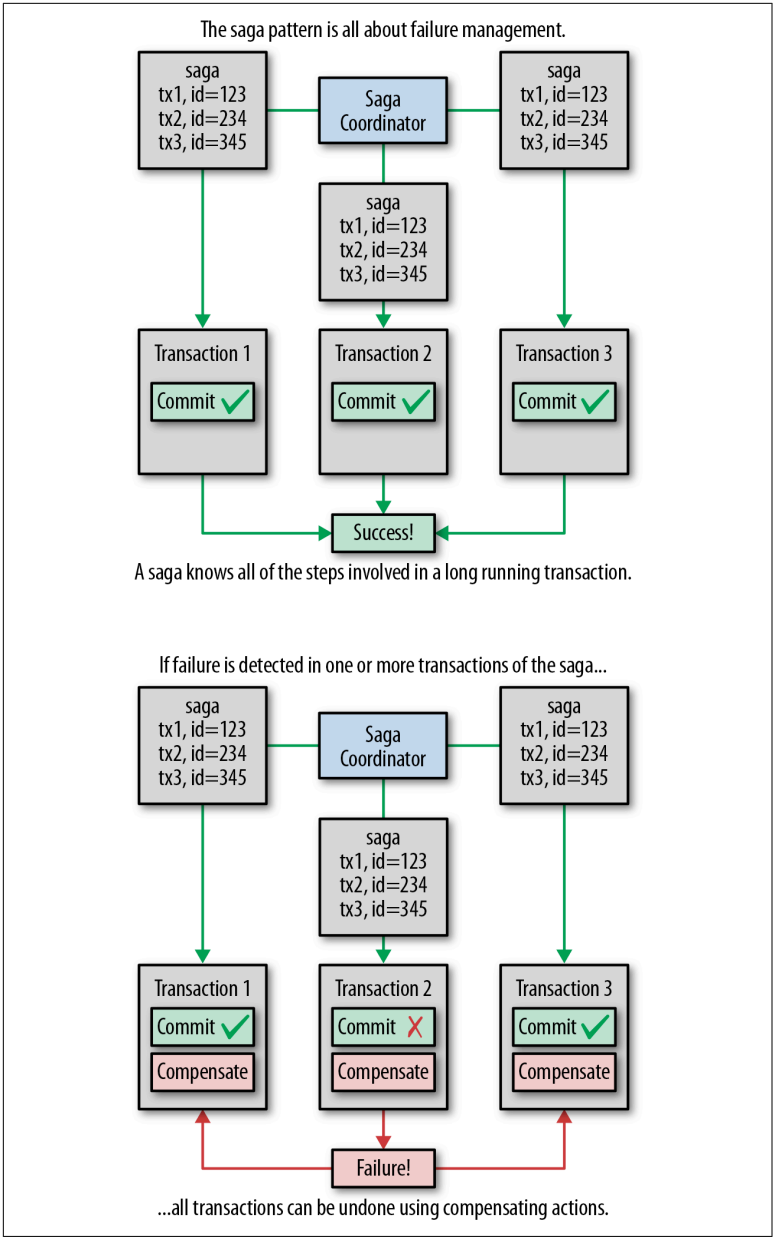 The saga pattern is all about failure management.
saga
tx1, id=123
tx2, id=234
tx3, id=345
Saga
Coordinator
saga
tx1, id=123
tx2, id=234
tx3, id=345
saga
tx1, id=123
tx2, id=234
tx3, id=345
Transaction 1
Commit
Transaction 2
Commit
Transaction 3
Commit
Success!
A saga knows all of the steps involved in a long running transaction.
If failure is detected in one or more transactions of the saga...
saga
tx1, id=123
tx2, id=234
tx3, id=345
Saga
Coordinator
saga
tx1, id=123
tx2, id=234
tx3, id=345
saga
tx1, id=123
tx2, id=234
tx3, id=345
Transaction 1
Commit
Compensate
Transaction 2
Commit
Compensate
Transaction 3
Commit
Compensate
Failure!
...all transactions can be undone using compensating actions.